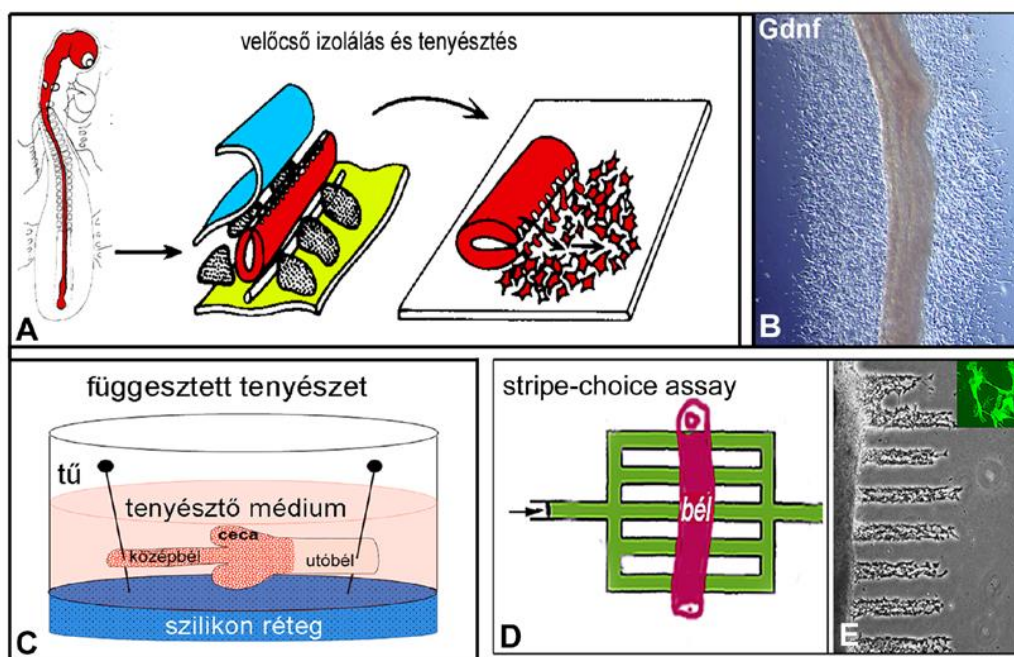 velőcső izolálás és tenyésztés
A
Gdnf
B
függesztett tenyészet
tű
tenyésztő médium
ceca
középbél
utóbél
szilikon réteg
C
stripe-choice assay
bél
D
E